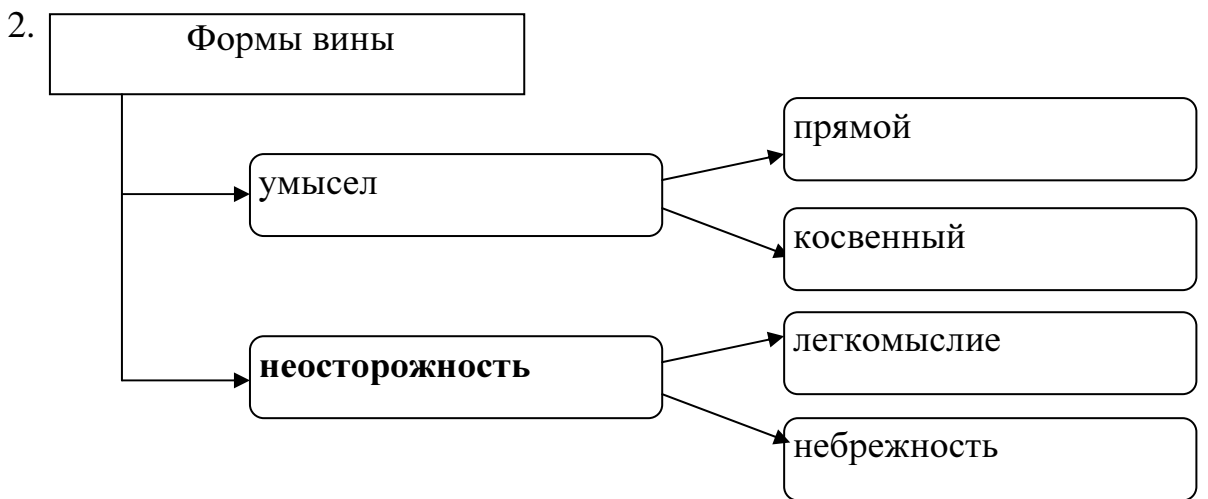 2.
Формы вины
прямой
умысел
косвенный
легкомыслие
неосторожность
небрежность